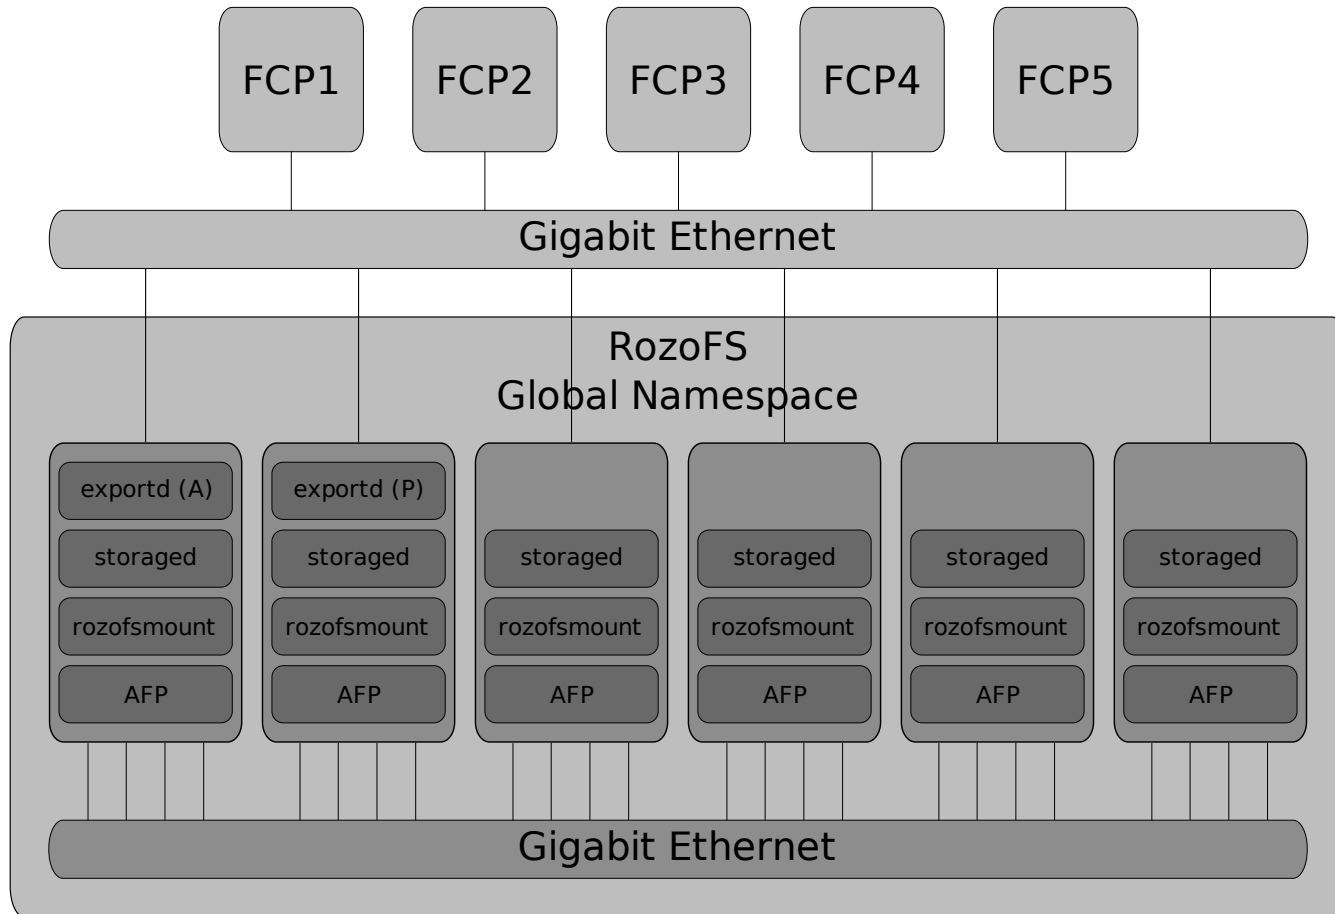 FCP1
FCP2
FCP3
FCP4
FCP5
Gigabit Ethernet
RozoFS
Global Namespace
exportd (A)
storaged
rozofsmount
AFP
exportd (P)
storaged
rozofsmount
AFP
storaged
rozofsmount
AFP
storaged
rozofsmount
AFP
storaged
rozofsmount
AFP
storaged
rozofsmount
AFP
Gigabit Ethernet